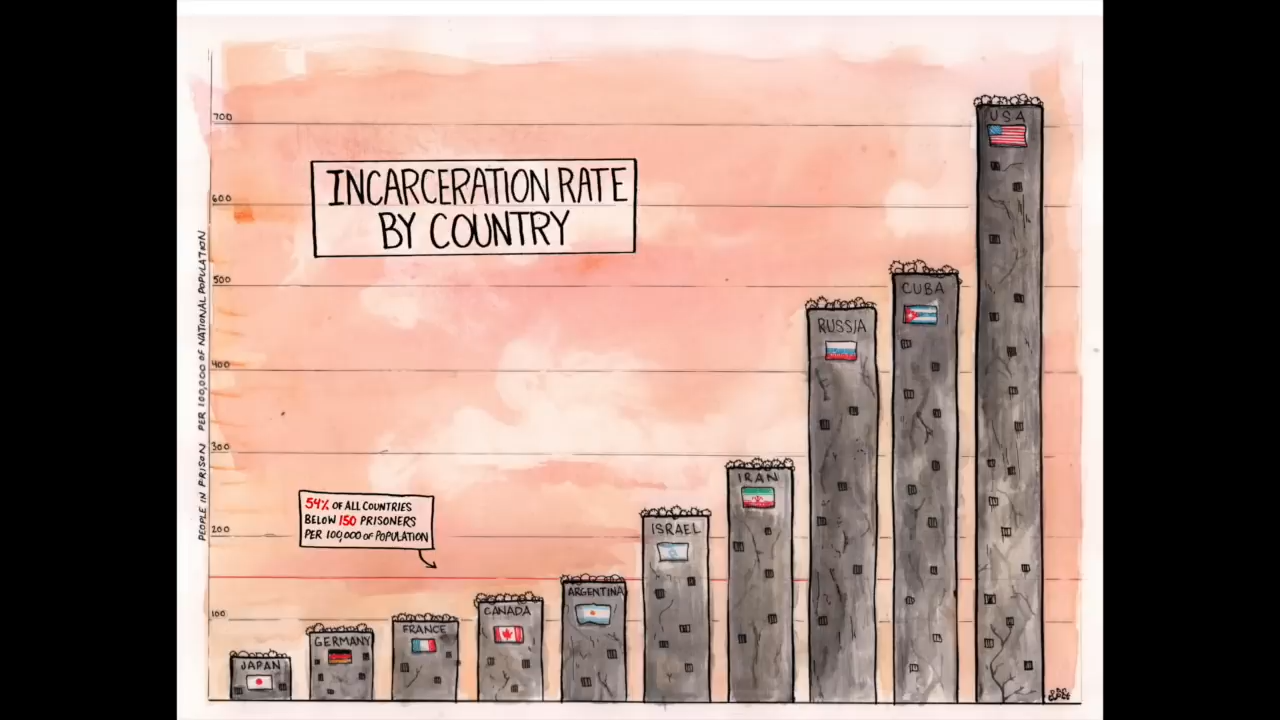 INCARCERATION RATE
BY COUNTRY
PEOPLE IN PRISON PER 100,000 OF NATIONAL POPULATION
700
600
500
400
300
200
100
54% OF ALL COUNTRIES
BELOW 150 PRISONERS
PER 100,000 OF POPULATION
JAPAN
GERMANY
FRANCE
CANADA
ARGENTINA
ISRAEL
IRAN
RUSSIA
CUBA
USA